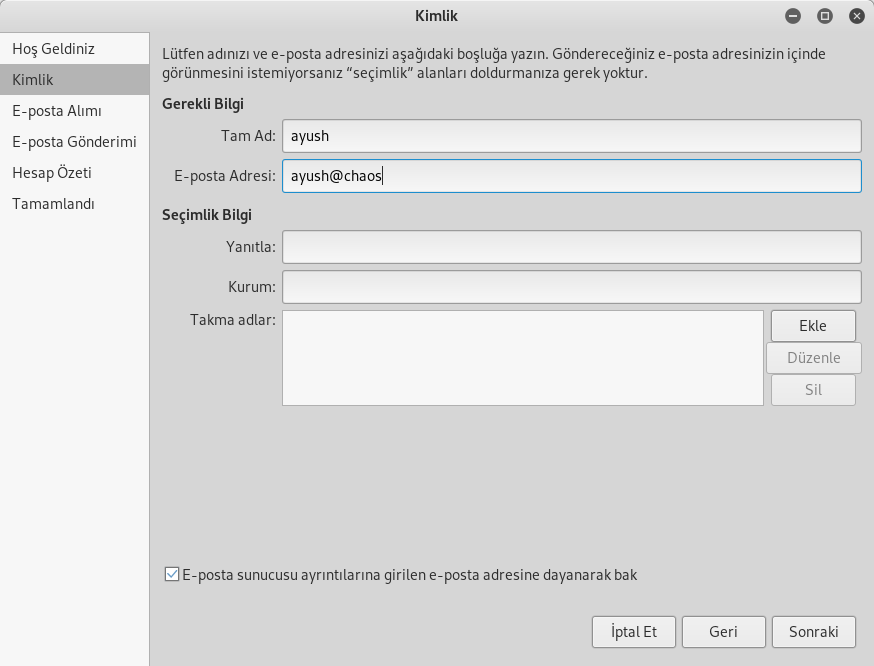 Kimlik
Hoş Geldiniz
Kimlik
E-posta Alımı
E-posta Gönderimi
Hesap Özeti
Tamamlandı
Lütfen adınızı ve e-posta adresinizi aşağıdaki boşluğa yazın. Göndereceğiniz e-posta adresinizin içinde
görünmesini istemiyorsanız “seçimlik” alanları doldurmanıza gerek yoktur.
Gerekli Bilgi
Tam Ad: ayush
E-posta Adresi: ayush@chaos
Seçimlik Bilgi
Yanıtla:
Kurum:
Takma adlar:
Ekle
Düzenle
Sil
E-posta sunucusu ayrıntılarına girilen e-posta adresine dayanarak bak
İptal Et Geri Sonraki